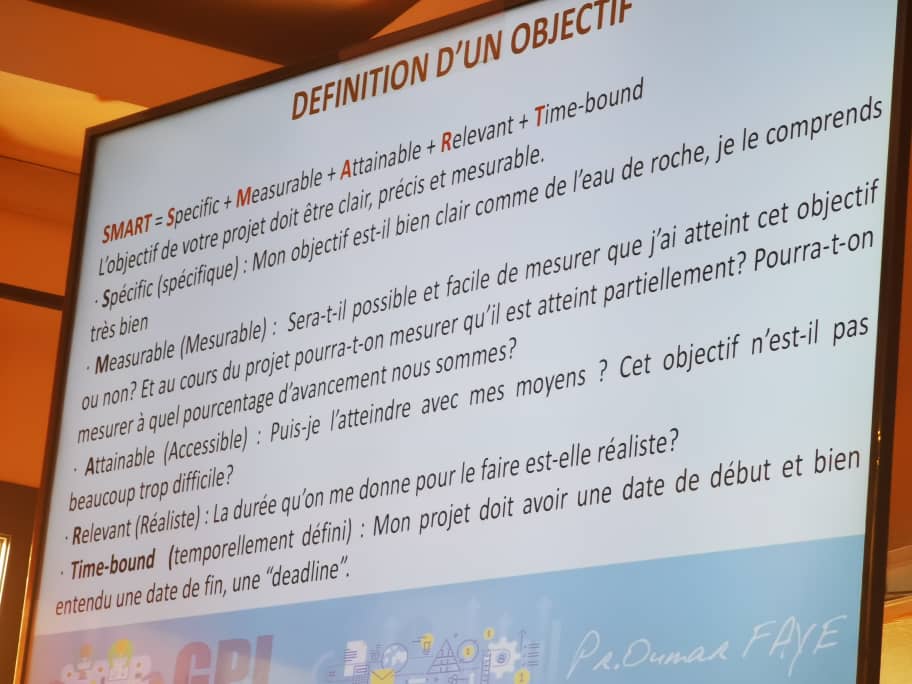 DEFINITION D'UN OBJECTIF
SMART = Specific + Measurable + Attainable + Relevant + Time-bound
L'objectif de votre projet doit être clair, précis et mesurable.
· Spécific (spécifique) : Mon objectif est-il bien clair comme de l'eau de roche, je le comprends
très bien
· Measurable (Mesurable) : Sera-t-il possible et facile de mesurer que j'ai atteint cet objectif
ou non? Et au cours du projet pourra-t-on mesurer qu'il est atteint partiellement? Pourra-t-on
mesurer à quel pourcentage d'avancement nous sommes?
· Attainable (Accessible) : Puis-je l'atteindre avec mes moyens ? Cet objectif n'est-il pas
beaucoup trop difficile?
· Relevant (Réaliste) : La durée qu'on me donne pour le faire est-elle réaliste?
· Time-bound (temporellement défini) : Mon projet doit avoir une date de début et bien
entendu une date de fin, une “deadline”.
GPI
Pr.Oumar FAYE